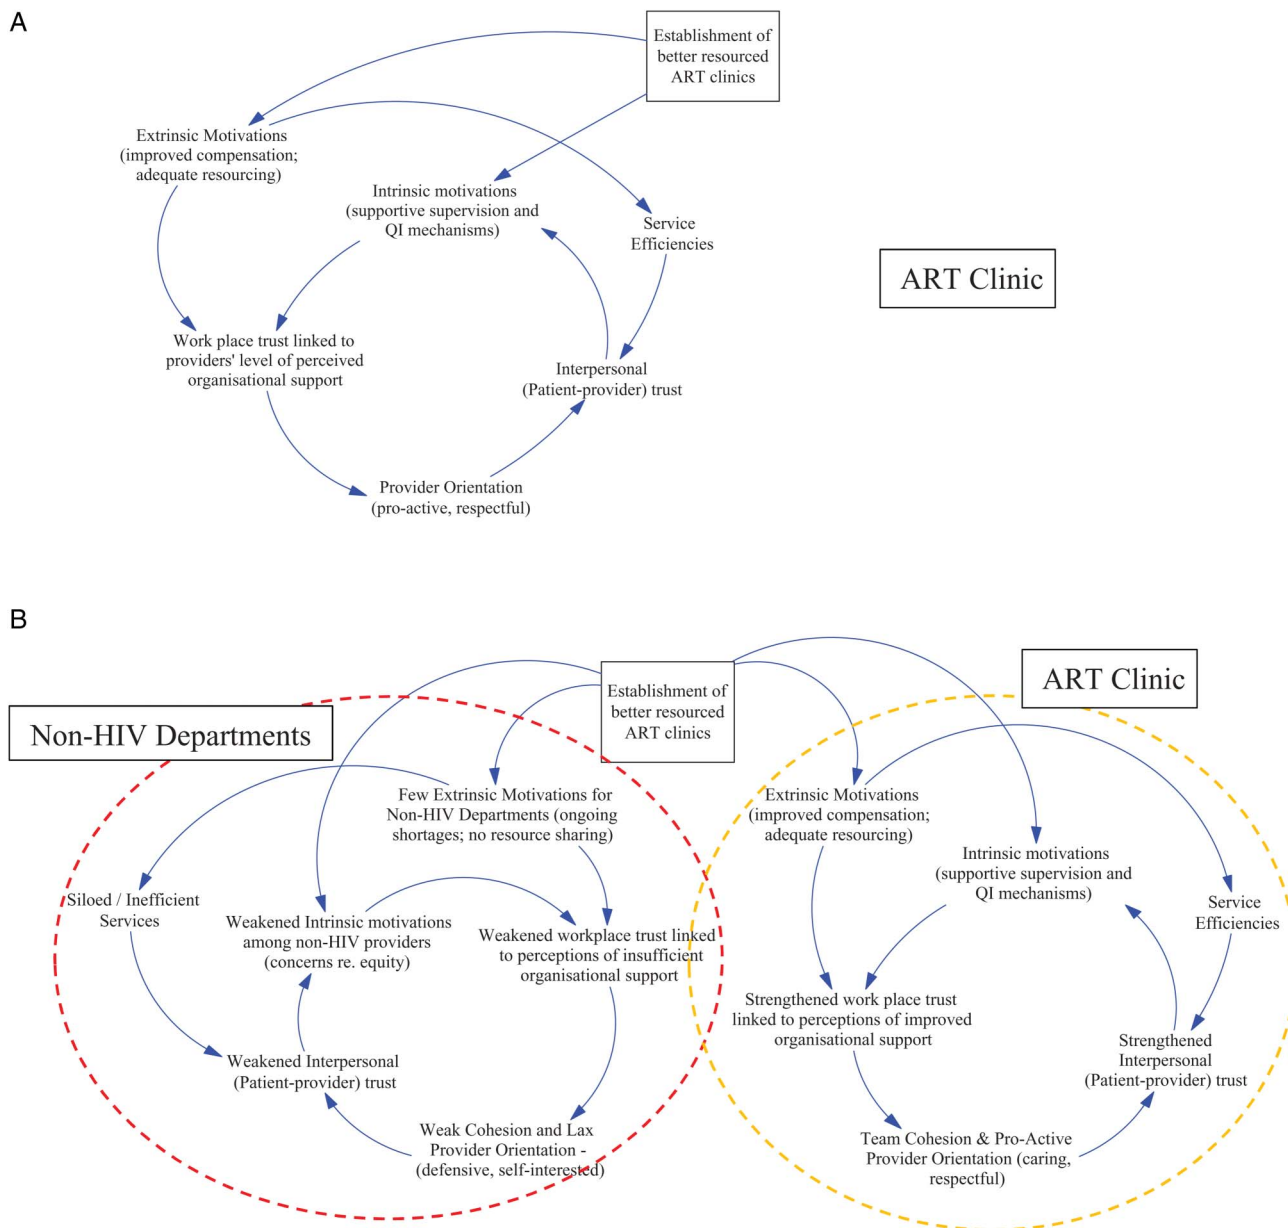 A
Establishment of
better resourced
ART clinics
Extrinsic Motivations
(improved compensation;
adequate resourcing)
Intrinsic motivations
(supportive supervision and
QI mechanisms)
Service
Efficiencies
ART Clinic
Work place trust linked to
providers' level of perceived
organisational support
Interpersonal
(Patient-provider) trust
Provider Orientation
(pro-active, respectful)
B
Non-HIV Departments
Establishment of
better resourced
ART clinics
ART Clinic
Few Extrinsic Motivations for
Non-HIV Departments (ongoing
shortages; no resource sharing)
Siloed / Inefficient
Services
Weakened Intrinsic motivations
among non-HIV providers
(concerns re. equity)
Weakened workplace trust linked
to perceptions of insufficient
organisational support
Weakened Interpersonal
(Patient-provider) trust
Weak Cohesion and Lax
Provider Orientation -
(defensive, self-interested)
Extrinsic Motivations
(improved compensation;
adequate resourcing)
Intrinsic motivations
(supportive supervision and
QI mechanisms)
Service
Efficiencies
Strengthened work place trust
linked to perceptions of improved
organisational support
Strengthened
Interpersonal
(Patient-provider) trust
Team Cohesion & Pro-Active
Provider Orientation (caring,
respectful)